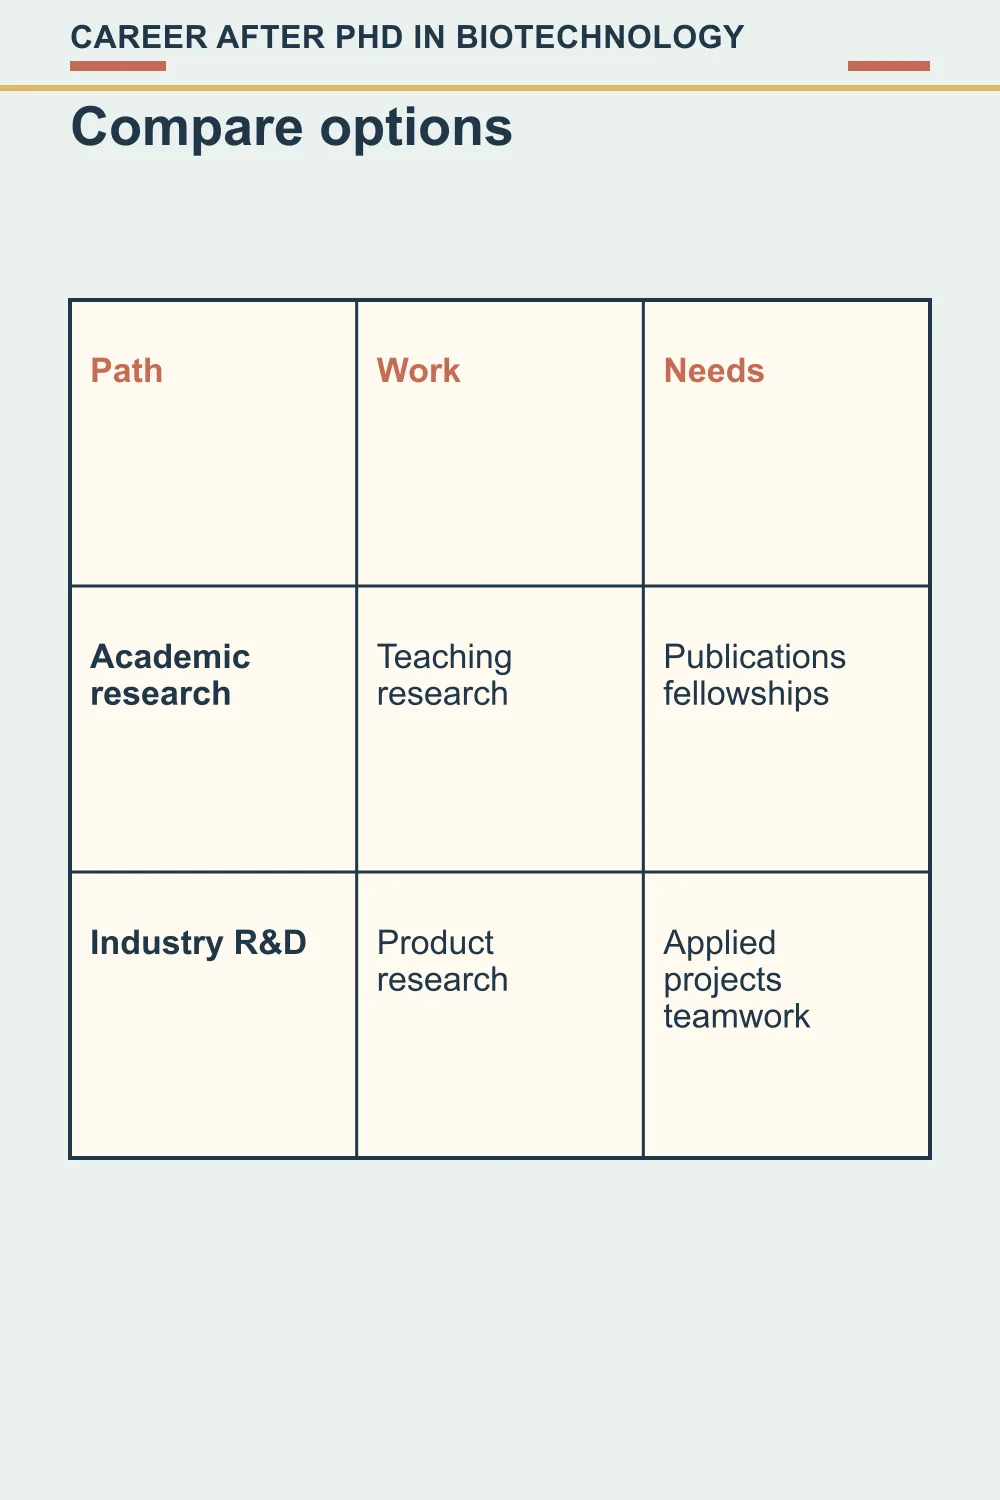 CAREER AFTER PHD IN BIOTECHNOLOGY
Compare options
Path
Work
Needs
Academic
research
Teaching
research
Publications
fellowships
Industry R&D
Product
research
Applied
projects
teamwork